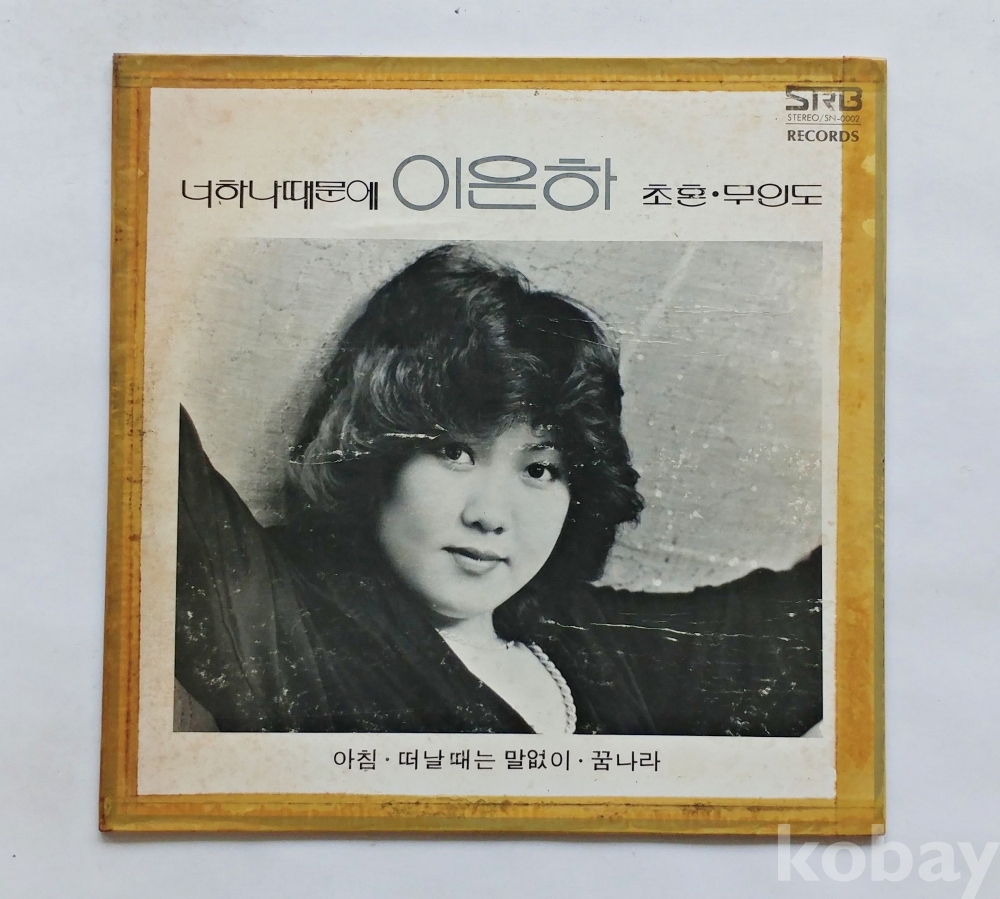 SRB
STEREO/SN-0002
RECORDS
너하나때문에 이은하 초혼·무인도
아침·떠날때는 말없이·꿈나라
kobay